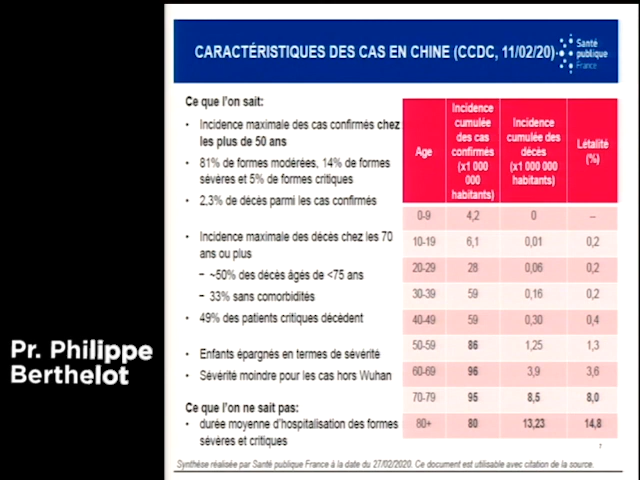 CARACTÉRISTIQUES DES CAS EN CHINE (CCDC, 11/02/20)
Santé
publique
France
Ce que l'on sait:
• Incidence maximale des cas confirmés chez
les plus de 50 ans
• 81% de formes modérées, 14% de formes
sévères et 5% de formes critiques
• 2,3% de décès parmi les cas confirmés
• Incidence maximale des décès chez les 70
ans ou plus
− ~50% des décès âgés de <75 ans
− 33% sans comorbidités
• 49% des patients critiques décèdent
• Enfants épargnés en termes de sévérité
• Sévérité moindre pour les cas hors Wuhan
Ce que l'on ne sait pas:
• durée moyenne d'hospitalisation des formes
sévères et critiques
Age
Incidence
cumulée
des cas
confirmés
(x1 000
000
habitants)
Incidence
cumulée des
décès
(x1 000 000
habitants)
Létalité
(%)
0-9 4,2 0 --
10-19 6,1 0,01 0,2
20-29 28 0,06 0,2
30-39 59 0,16 0,2
40-49 59 0,30 0,4
50-59 86 1,25 1,3
60-69 96 3,9 3,6
70-79 95 8,5 8,0
80+ 80 13,23 14,8
Synthèse réalisée par Santé publique France à la date du 27/02/2020. Ce document est utilisable avec citation de la source.
Pr. Philippe
Berthelot